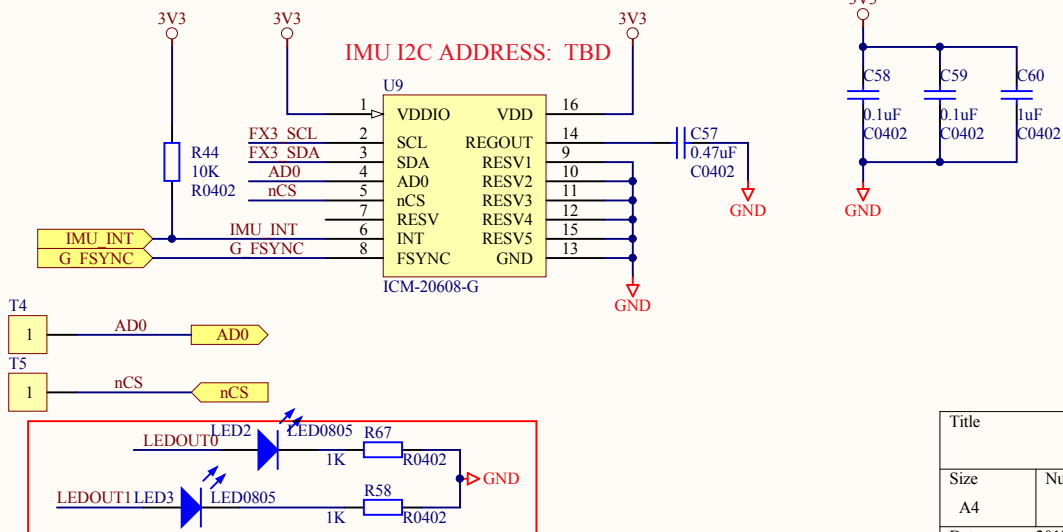 3V3
3V3
3V3
3V3
IMU I2C ADDRESS: TBD
U9
1 VDDIO VDD 16
FX3_SCL 2 SCL REGOUT 14
FX3_SDA 3 SDA RESV1 9
AD0 4 AD0 RESV2 10
nCS 5 nCS RESV3 11
7 RESV RESV4 12
IMU_INT IMU_INT 6 INT RESV5 15
G_FSYNC G_FSYNC 8 FSYNC GND 13
ICM-20608-G
R44
10K
R0402
C57
0.47uF
C0402
GND
GND
C58
0.1uF
C0402
C59
0.1uF
C0402
C60
1uF
C0402
GND
T4
1 AD0 AD0
T5
1 nCS nCS
LEDOUT0 LED2 LED0805 1K R67 R0402
GND
LEDOUT1 LED3 LED0805 1K R58 R0402
Title
Size
A4